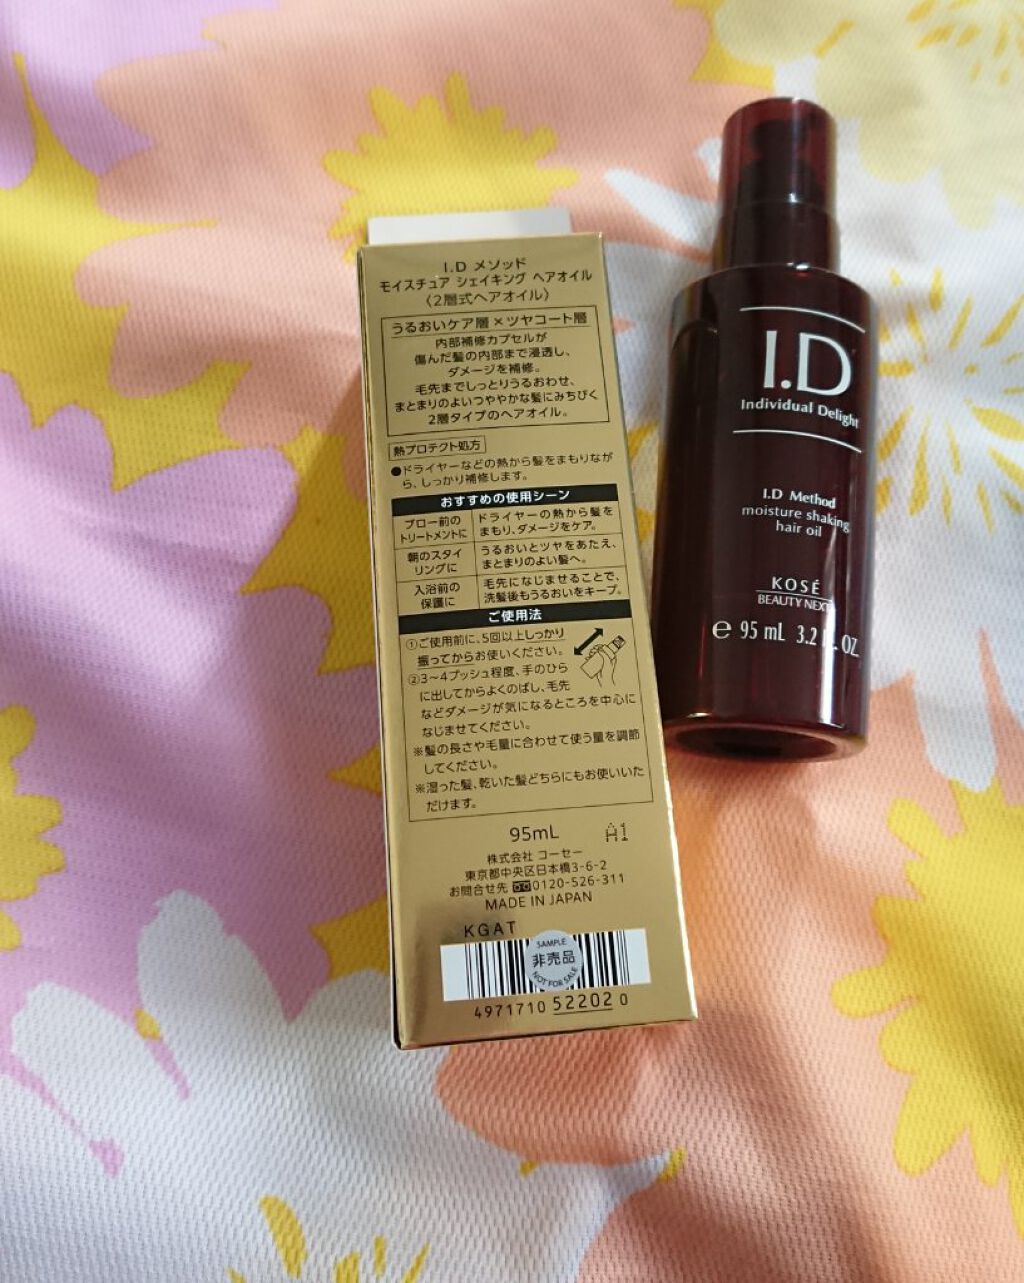 I.D メソッド
モイスチュア シェイキング ヘアオイル
〈2層式ヘアオイル〉
うるおいケア層×ツヤコート層
内部補修カプセルが
傷んだ髪の内部まで浸透し、
ダメージを補修。
毛先までしっとりうるおわせ、
まとまりのよいつややかな髪にみちびく
2層タイプのヘアオイル。
熱プロテクト処方
●ドライヤーなどの熱から髪をまもりなが
ら、しっかり補修します。
おすすめの使用シーン
ブロー前の
トリートメントに
ドライヤーの熱から髪を
まもり、ダメージをケア。
朝のスタイ
リングに
うるおいとツヤをあたえ、
まとまりのよい髪へ。
入浴前の
保護に
毛先になじませることで、
洗髪後もうるおいをキープ。
ご使用法
①ご使用前に、5回以上しっかり
振ってからお使いください。
②3〜4プッシュ程度、手のひら
に出してからよくのばし、毛先
などダメージが気になるところを中心に
なじませてください。
※髪の長さや毛量に合わせて使う量を調節
してください。
※湿った髪、乾いた髪どちらにもお使いいた
だけます。
95mL A1
株式会社 コーセー
東京都中央区日本橋3-6-2
お問合せ先 0120-526-311
MADE IN JAPAN
KGAT
SAMPLE
非売品
NOT FOR SALE
4971710 52202 0
I.D
Individual Delight
I.D Method
moisture shaking
hair oil
KOSÉ
BEAUTY NEXT
℮ 95 mL 3.2 FL. OZ.